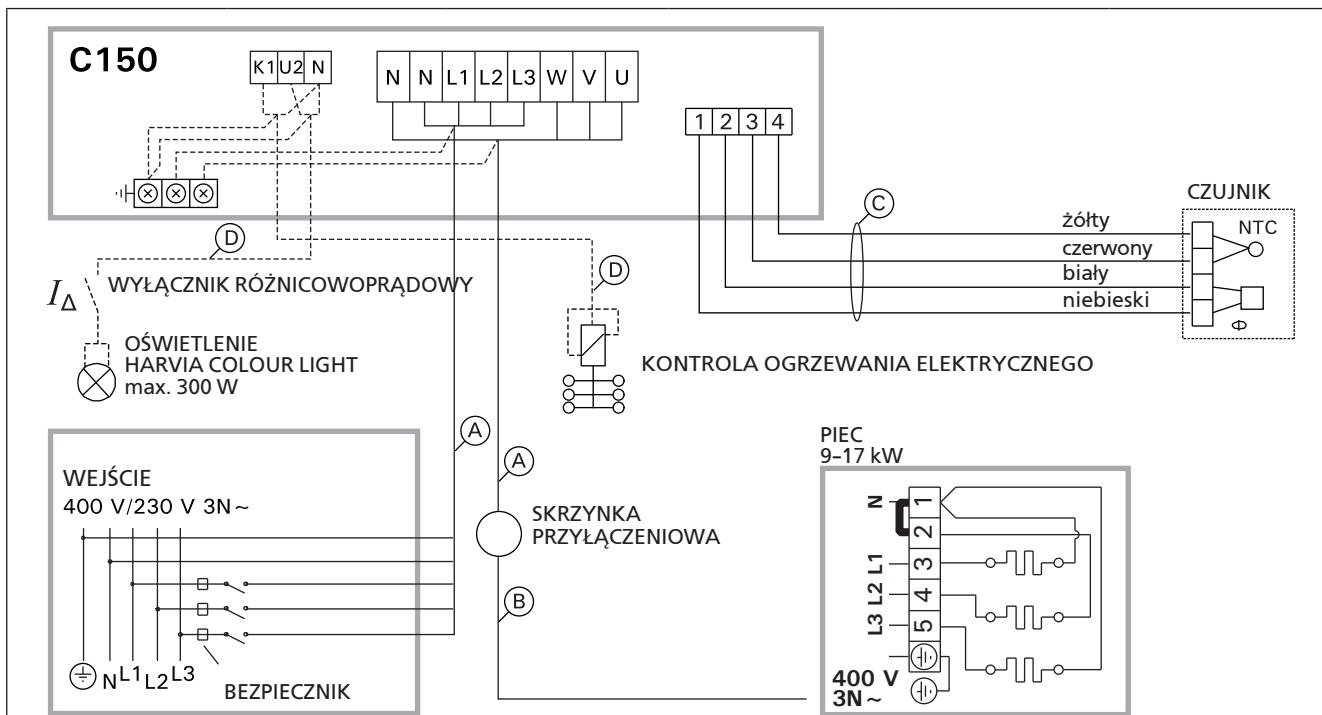 C150
K1 U2 N
N N L1 L2 L3 W V U
1 2 3 4
C
CZUJNIK
żółty
NTC
czerwony
biały
niebieski
Φ
D
WYŁĄCZNIK RÓŻNICOWOPRĄDOWY
IΔ
D
OŚWIETLENIE
HARVIA COLOUR LIGHT
max. 300 W
KONTROLA OGRZEWANIA ELEKTRYCZNEGO
A
A
WEJŚCIE
400 V/230 V 3N~
SKRZYNKA
PRZYŁĄCZENIOWA
B
N L1 L2 L3
BEZPIECZNIK
PIEC
9–17 kW
N 1
2
L1 3
L2 4
L3 5
400 V
3N~